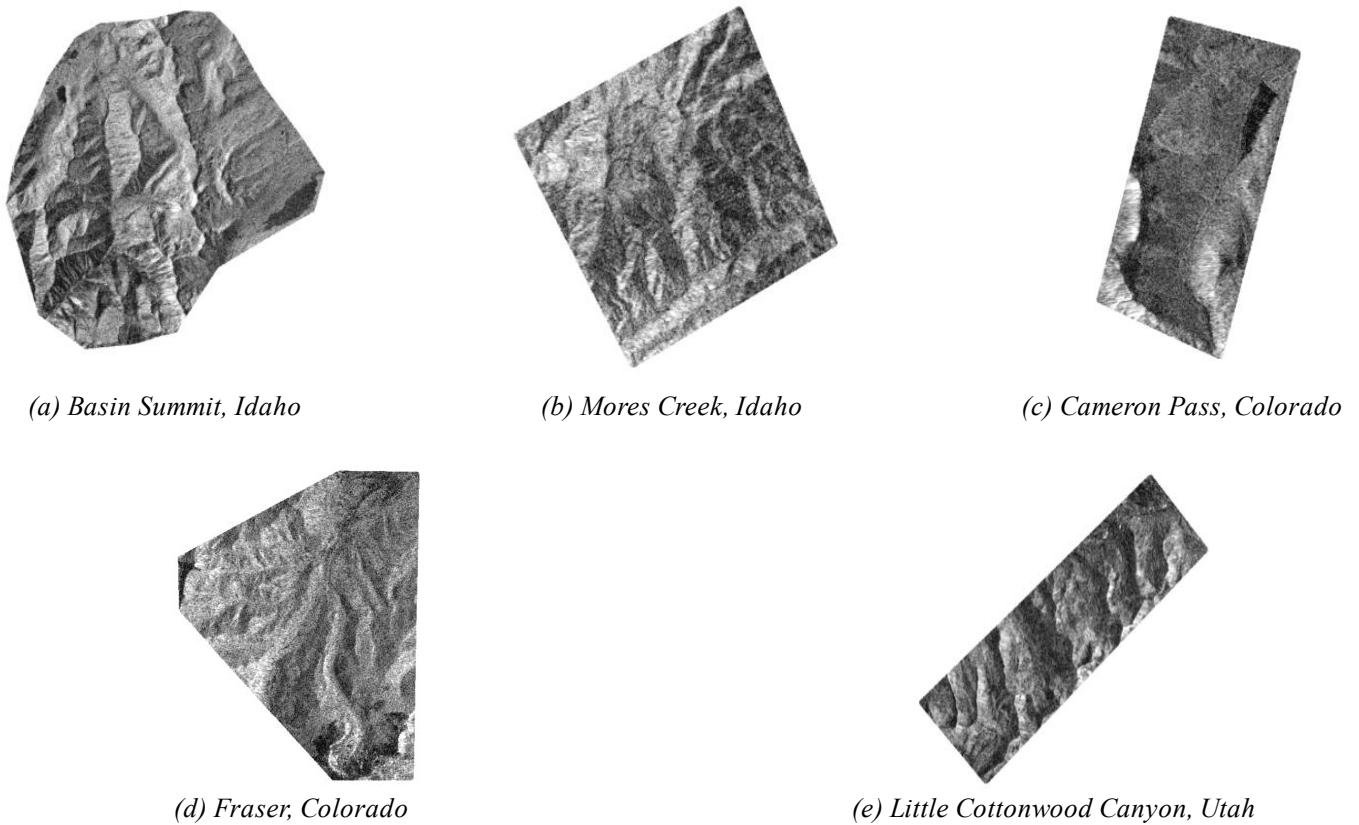 (a) Basin Summit, Idaho
(b) Mores Creek, Idaho
(c) Cameron Pass, Colorado
(d) Fraser, Colorado
(e) Little Cottonwood Canyon, Utah